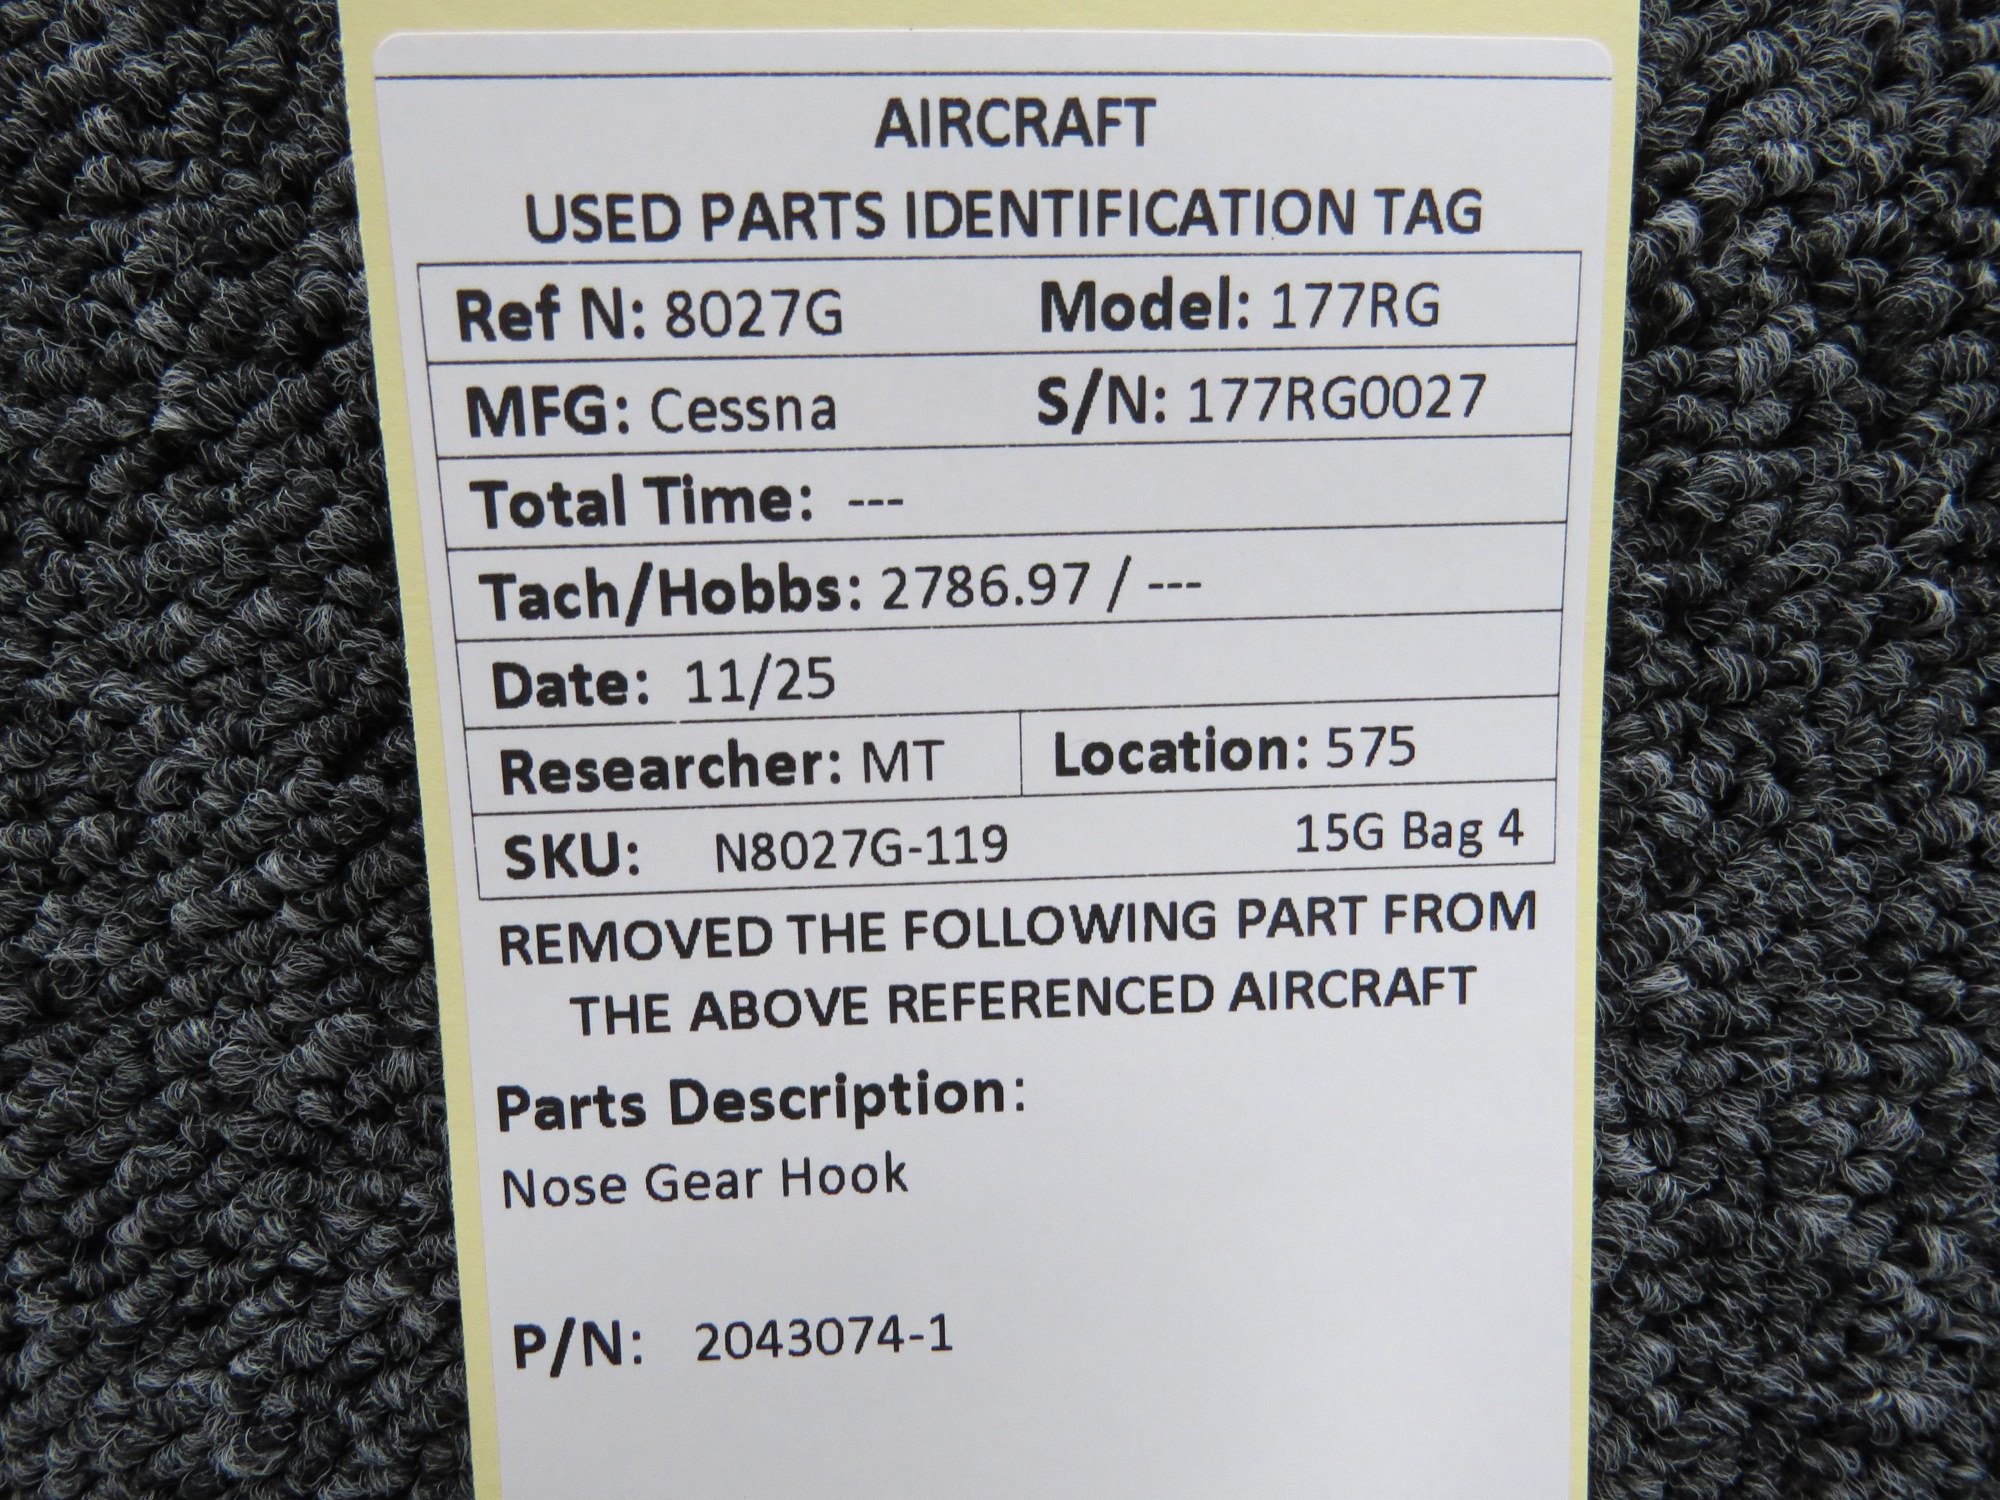 AIRCRAFT
USED PARTS IDENTIFICATION TAG
Ref N: 8027G Model: 177RG
MFG: Cessna S/N: 177RG0027
Total Time: ---
Tach/Hobbs: 2786.97 / ---
Date: 11/25
Researcher: MT Location: 575
SKU: N8027G-119 15G Bag 4
REMOVED THE FOLLOWING PART FROM
THE ABOVE REFERENCED AIRCRAFT
Parts Description:
Nose Gear Hook
P/N: 2043074-1